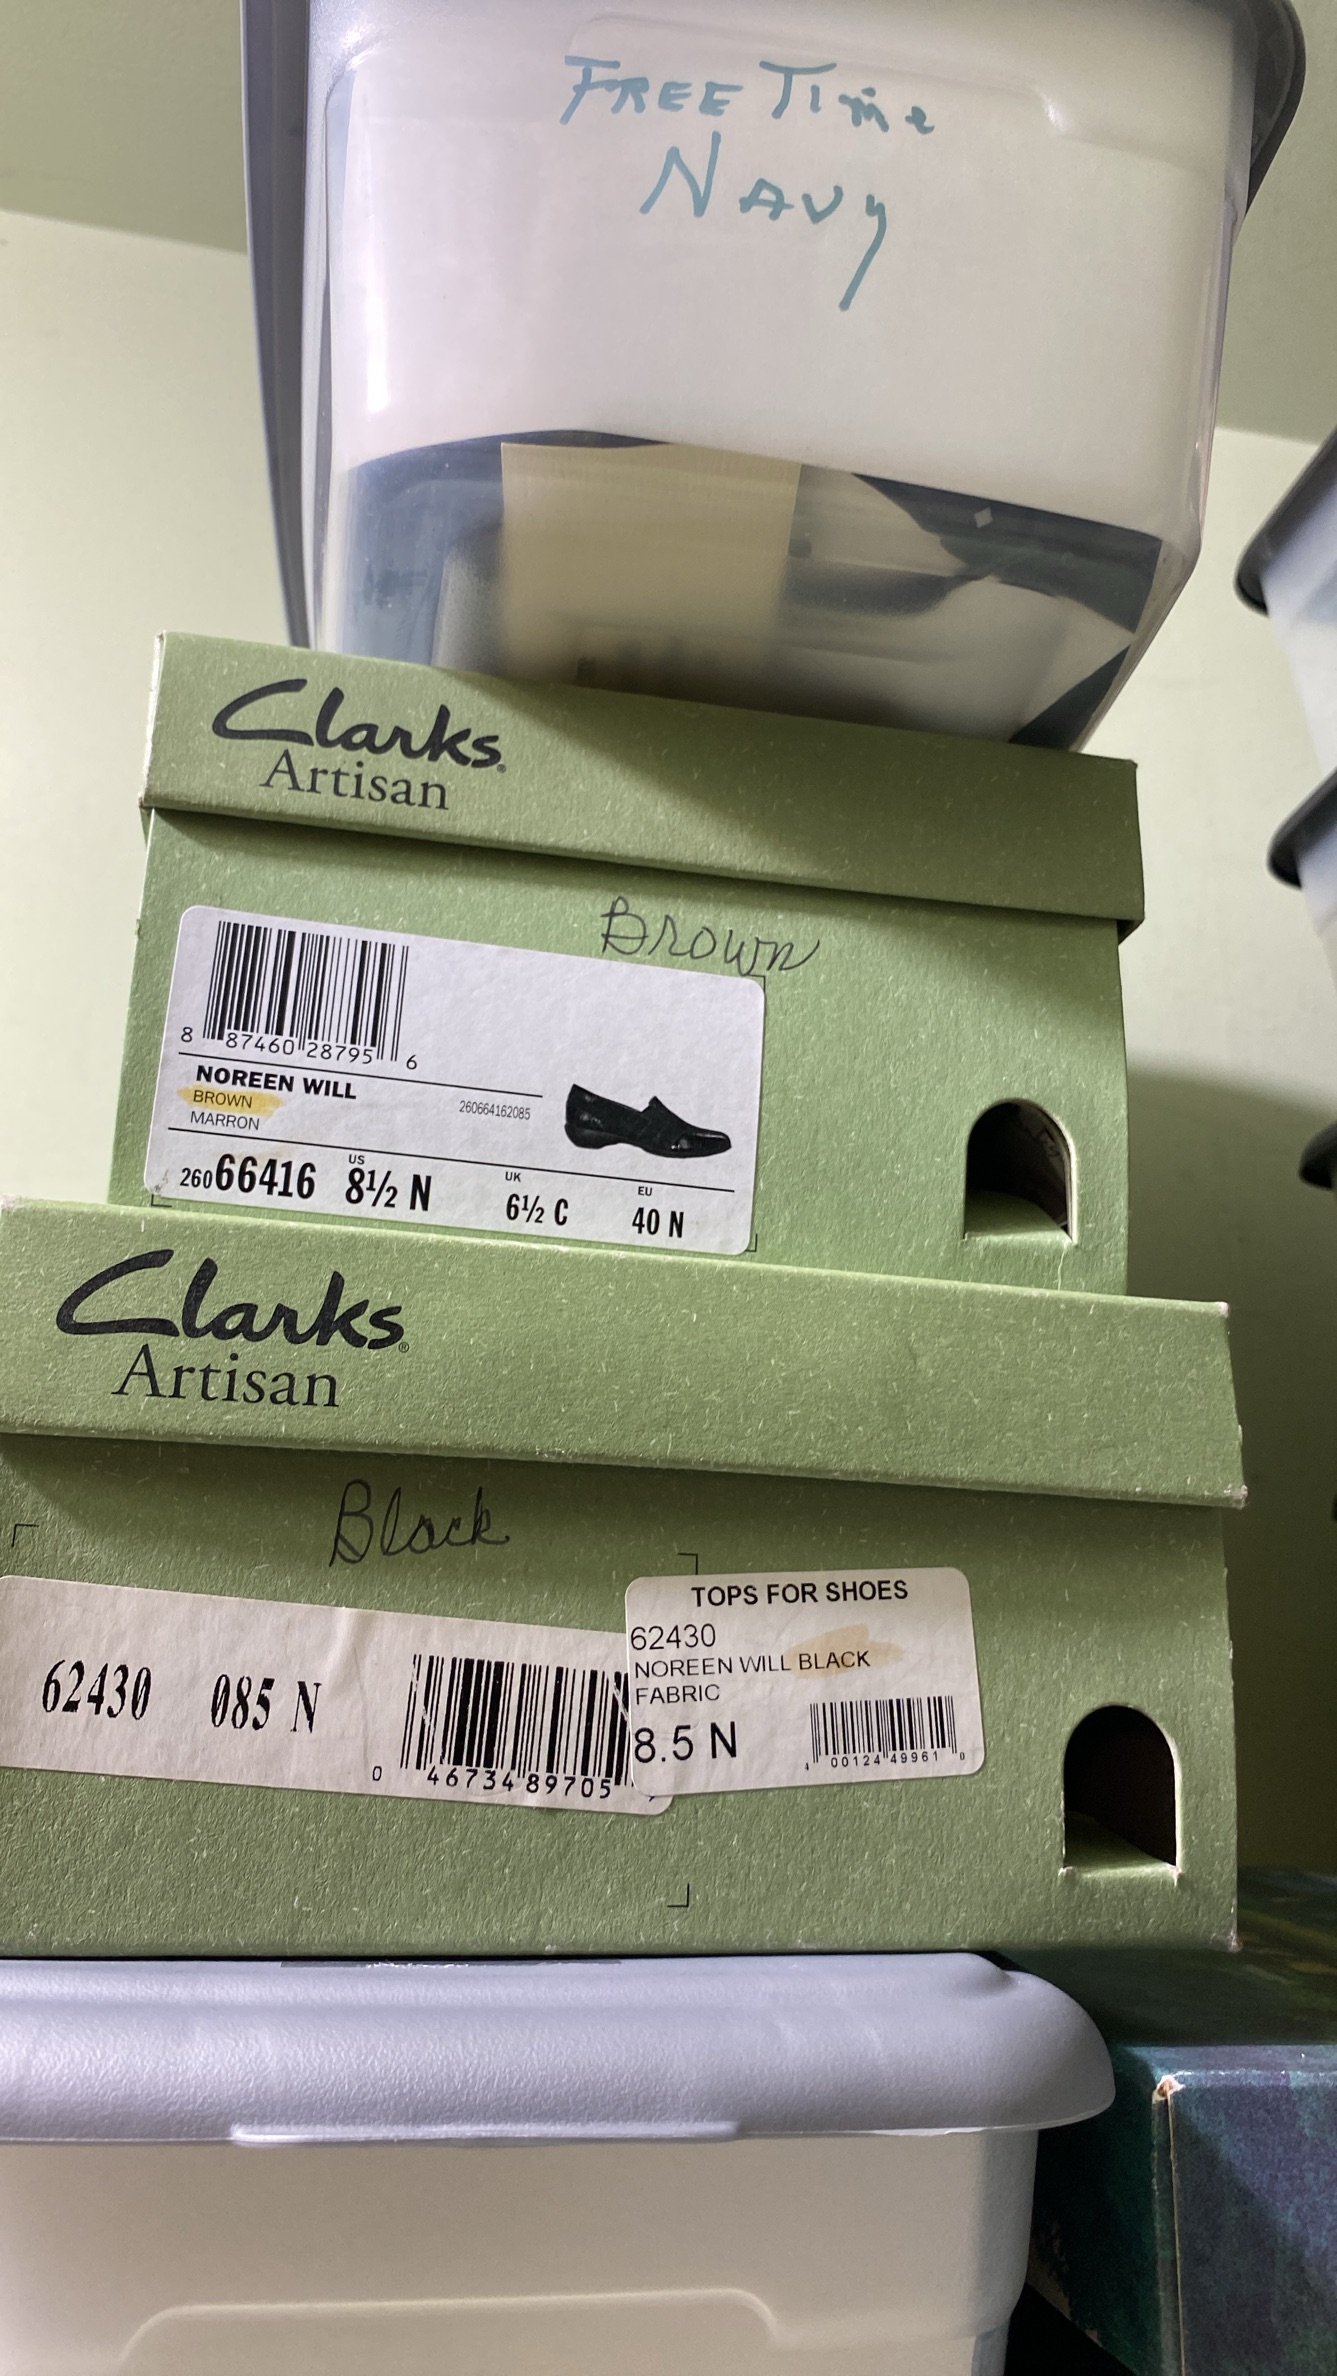 FREE Time
NAVY
Clarks®
Artisan
Brown
8 87460 28795 6
NOREEN WILL
BROWN
MARRON
260664162085
26066416 US 8½ N UK 6½ C EU 40 N
Clarks®
Artisan
Black
62430 085 N
0 46734 89705
TOPS FOR SHOES
62430
NOREEN WILL BLACK
FABRIC
8.5 N
4 00124 49961 0